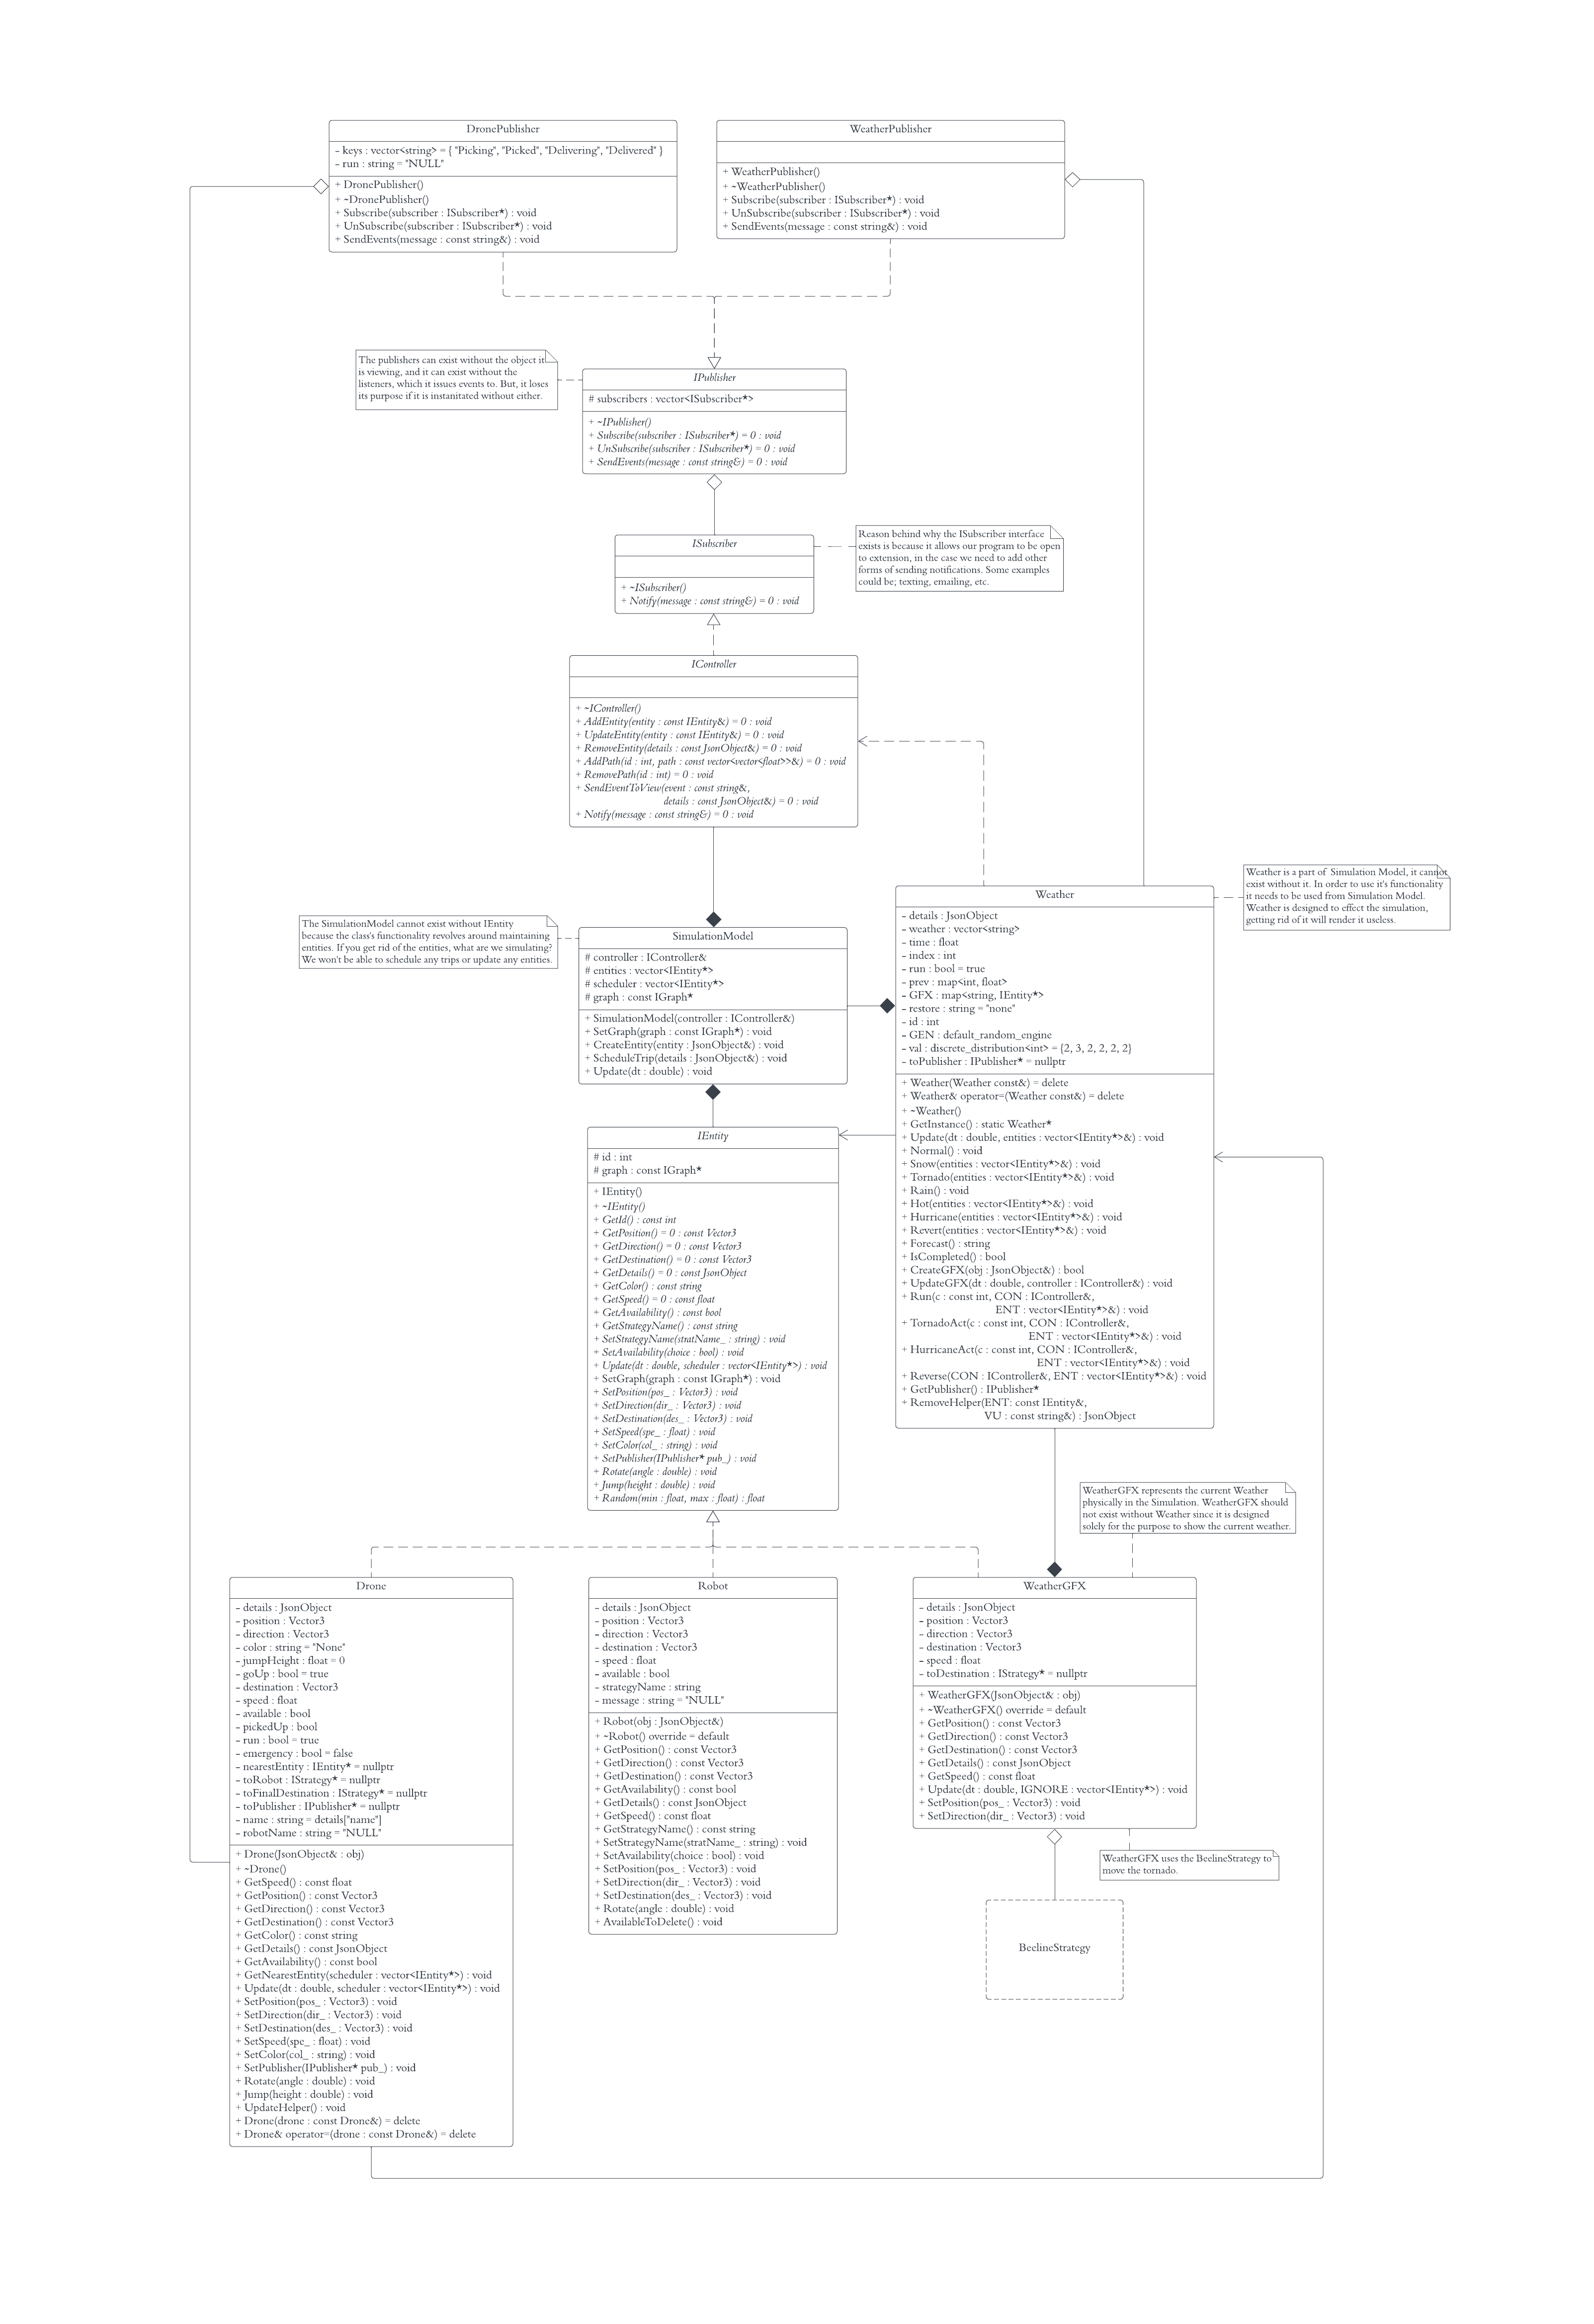 DronePublisher
- keys : vector<string> = { "Picking", "Picked", "Delivering", "Delivered" }
- run : string = "NULL"
+ DronePublisher()
+ ~DronePublisher()
+ Subscribe(subscriber : ISubscriber*) : void
+ UnSubscribe(subscriber : ISubscriber*) : void
+ SendEvents(message : const string&) : void
WeatherPublisher
+ WeatherPublisher()
+ ~WeatherPublisher()
+ Subscribe(subscriber : ISubscriber*) : void
+ UnSubscribe(subscriber : ISubscriber*) : void
+ SendEvents(message : const string&) : void
The publishers can exist without the object it
is viewing, and it can exist without the
listeners, which it issues events to. But, it loses
its purpose if it is instanitated without either.
IPublisher
# subscribers : vector<ISubscriber*>
+ ~IPublisher()
+ Subscribe(subscriber : ISubscriber*) = 0 : void
+ UnSubscribe(subscriber : ISubscriber*) = 0 : void
+ SendEvents(message : const string&) = 0 : void
ISubscriber
+ ~ISubscriber()
+ Notify(message : const string&) = 0 : void
Reason behind why the ISubscriber interface
exists is because it allows our program to be open
to extension, in the case we need to add other
forms of sending notifications. Some examples
could be; texting, emailing, etc.
IController
+ ~IController()
+ AddEntity(entity : const IEntity&) = 0 : void
+ UpdateEntity(entity : const IEntity&) = 0 : void
+ RemoveEntity(details : const JsonObject&) = 0 : void
+ AddPath(id : int, path : const vector<vector<float>>&) = 0 : void
+ RemovePath(id : int) = 0 : void
+ SendEventToView(event : const string&,
details : const JsonObject&) = 0 : void
+ Notify(message : const string&) = 0 : void
The SimulationModel cannot exist without IEntity
because the class's functionality revolves around maintaining
entities. If you get rid of the entities, what are we simulating?
We won't be able to schedule any trips or update any entities.
SimulationModel
# controller : IController&
# entities : vector<IEntity*>
# scheduler : vector<IEntity*>
# graph : const IGraph*
+ SimulationModel(controller : IController&)
+ SetGraph(graph : const IGraph*) : void
+ CreateEntity(entity : JsonObject&) : void
+ ScheduleTrip(details : JsonObject&) : void
+ Update(dt : double) : void
Weather
- details : JsonObject
- weather : vector<string>
- time : float
- index : int
- run : bool = true
- prev : map<int, float>
- GFX : map<string, IEntity*>
- restore : string = "none"
- id : int
- GEN : default_random_engine
- val : discrete_distribution<int> = {2, 3, 2, 2, 2, 2}
- toPublisher : IPublisher* = nullptr
+ Weather(Weather const&) = delete
+ Weather& operator=(Weather const&) = delete
+ ~Weather()
+ GetInstance() : static Weather*
+ Update(dt : double, entities : vector<IEntity*>&) : void
+ Normal() : void
+ Snow(entities : vector<IEntity*>&) : void
+ Tornado(entities : vector<IEntity*>&) : void
+ Rain() : void
+ Hot(entities : vector<IEntity*>&) : void
+ Hurricane(entities : vector<IEntity*>&) : void
+ Revert(entities : vector<IEntity*>&) : void
+ Forecast() : string
+ IsCompleted() : bool
+ CreateGFX(obj : JsonObject&) : bool
+ UpdateGFX(dt : double, controller : IController&) : void
+ Run(c : const int, CON : IController&,
ENT : vector<IEntity*>&) : void
+ TornadoAct(c : const int, CON : IController&,
ENT : vector<IEntity*>&) : void
+ HurricaneAct(c : const int, CON : IController&,
ENT : vector<IEntity*>&) : void
+ Reverse(CON : IController&, ENT : vector<IEntity*>&) : void
+ GetPublisher() : IPublisher*
+ RemoveHelper(ENT: const IEntity&,
VU : const string&) : JsonObject
Weather is a part of Simulation Model, it cannot
exist without it. In order to use it's functionality
it needs to be used from Simulation Model.
Weather is designed to effect the simulation,
getting rid of it will render it useless.
IEntity
# id : int
# graph : const IGraph*
+ IEntity()
+ ~IEntity()
+ GetId() : const int
+ GetPosition() = 0 : const Vector3
+ GetDirection() = 0 : const Vector3
+ GetDestination() = 0 : const Vector3
+ GetDetails() = 0 : const JsonObject
+ GetColor() : const string
+ GetSpeed() = 0 : const float
+ GetAvailability() : const bool
+ GetStrategyName() : const string
+ SetStrategyName(stratName_ : string) : void
+ SetAvailability(choice : bool) : void
+ Update(dt : double, scheduler : vector<IEntity*>) : void
+ SetGraph(graph : const IGraph*) : void
+ SetPosition(pos_ : Vector3) : void
+ SetDirection(dir_ : Vector3) : void
+ SetDestination(des_ : Vector3) : void
+ SetSpeed(spe_ : float) : void
+ SetColor(col_ : string) : void
+ SetPublisher(IPublisher* pub_) : void
+ Rotate(angle : double) : void
+ Jump(height : double) : void
+ Random(min : float, max : float) : float
WeatherGFX represents the current Weather
physically in the Simulation. WeatherGFX should
not exist without Weather since it is designed
solely for the purpose to show the current weather.
Drone
- details : JsonObject
- position : Vector3
- direction : Vector3
- color : string = "None"
- jumpHeight : float = 0
- goUp : bool = true
- destination : Vector3
- speed : float
- available : bool
- pickedUp : bool
- run : bool = true
- emergency : bool = false
- nearestEntity : IEntity* = nullptr
- toRobot : IStrategy* = nullptr
- toFinalDestination : IStrategy* = nullptr
- toPublisher : IPublisher* = nullptr
- name : string = details["name"]
- robotName : string = "NULL"
+ Drone(JsonObject& : obj)
+ ~Drone()
+ GetSpeed() : const float
+ GetPosition() : const Vector3
+ GetDirection() : const Vector3
+ GetDestination() : const Vector3
+ GetColor() : const string
+ GetDetails() : const JsonObject
+ GetAvailability() : const bool
+ GetNearestEntity(scheduler : vector<IEntity*>) : void
+ Update(dt : double, scheduler : vector<IEntity*>) : void
+ SetPosition(pos_ : Vector3) : void
+ SetDirection(dir_ : Vector3) : void
+ SetDestination(des_ : Vector3) : void
+ SetSpeed(spe_ : float) : void
+ SetColor(col_ : string) : void
+ SetPublisher(IPublisher* pub_) : void
+ Rotate(angle : double) : void
+ Jump(height : double) : void
+ UpdateHelper() : void
+ Drone(drone : const Drone&) = delete
+ Drone& operator=(drone : const Drone&) = delete
Robot
- details : JsonObject
- position : Vector3
- direction : Vector3
- destination : Vector3
- speed : float
- available : bool
- strategyName : string
- message : string = "NULL"
+ Robot(obj : JsonObject&)
+ ~Robot() override = default
+ GetPosition() : const Vector3
+ GetDirection() : const Vector3
+ GetDestination() : const Vector3
+ GetAvailability() : const bool
+ GetDetails() : const JsonObject
+ GetSpeed() : const float
+ GetStrategyName() : const string
+ SetStrategyName(stratName_ : string) : void
+ SetAvailability(choice : bool) : void
+ SetPosition(pos_ : Vector3) : void
+ SetDirection(dir_ : Vector3) : void
+ SetDestination(des_ : Vector3) : void
+ Rotate(angle : double) : void
+ AvailableToDelete() : void
WeatherGFX
- details : JsonObject
- position : Vector3
- direction : Vector3
- destination : Vector3
- speed : float
- toDestination : IStrategy* = nullptr
+ WeatherGFX(JsonObject& : obj)
+ ~WeatherGFX() override = default
+ GetPosition() : const Vector3
+ GetDirection() : const Vector3
+ GetDestination() : const Vector3
+ GetDetails() : const JsonObject
+ GetSpeed() : const float
+ Update(dt : double, IGNORE : vector<IEntity*>) : void
+ SetPosition(pos_ : Vector3) : void
+ SetDirection(dir_ : Vector3) : void
WeatherGFX uses the BeelineStrategy to
move the tornado.
BeelineStrategy